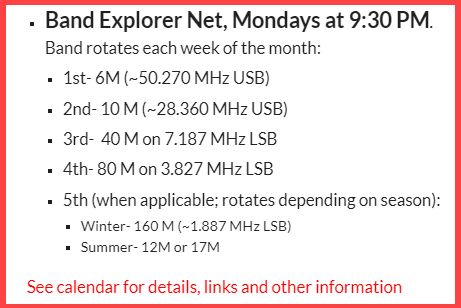 Band Explorer Net, Mondays at 9:30 PM.
Band rotates each week of the month:
1st- 6M (~50.270 MHz USB)
2nd- 10 M (~28.360 MHz USB)
3rd-  40 M on 7.187 MHz LSB
4th- 80 M on 3.827 MHz LSB
5th (when applicable; rotates depending on season):
Winter- 160 M (~1.887 MHz LSB)
Summer- 12M or 17M
See calendar for details, links and other information